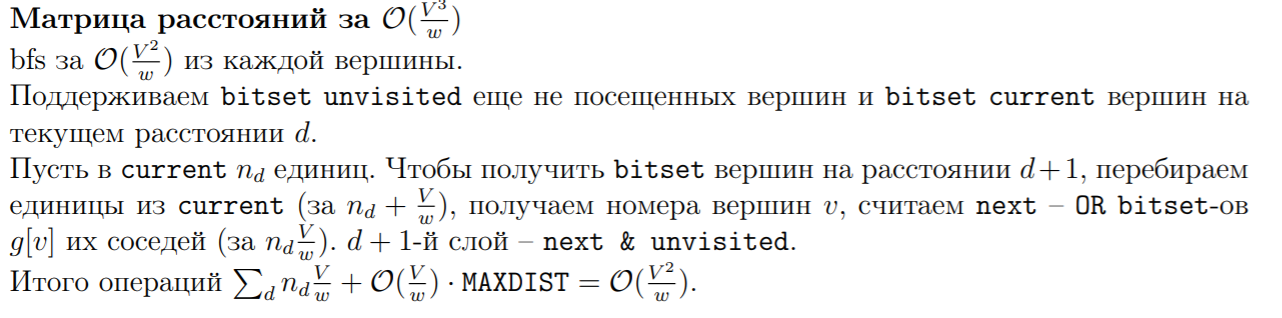 Матрица расстояний за $\mathcal{O}(\frac{V^3}{w})$
bfs за $\mathcal{O}(\frac{V^2}{w})$ из каждой вершины.
Поддерживаем bitset unvisited еще не посещенных вершин и bitset current вершин на
текущем расстоянии $d$.
Пусть в current $n_d$ единиц. Чтобы получить bitset вершин на расстоянии $d+1$, перебираем
единицы из current (за $n_d + \frac{V}{w}$), получаем номера вершин $v$, считаем next – OR bitset-ов
$g[v]$ их соседей (за $n_d\frac{V}{w}$). $d+1$-й слой – next & unvisited.
Итого операций $\sum_d n_d\frac{V}{w} + \mathcal{O}(\frac{V}{w}) \cdot$ MAXDIST $= \mathcal{O}(\frac{V^2}{w})$.